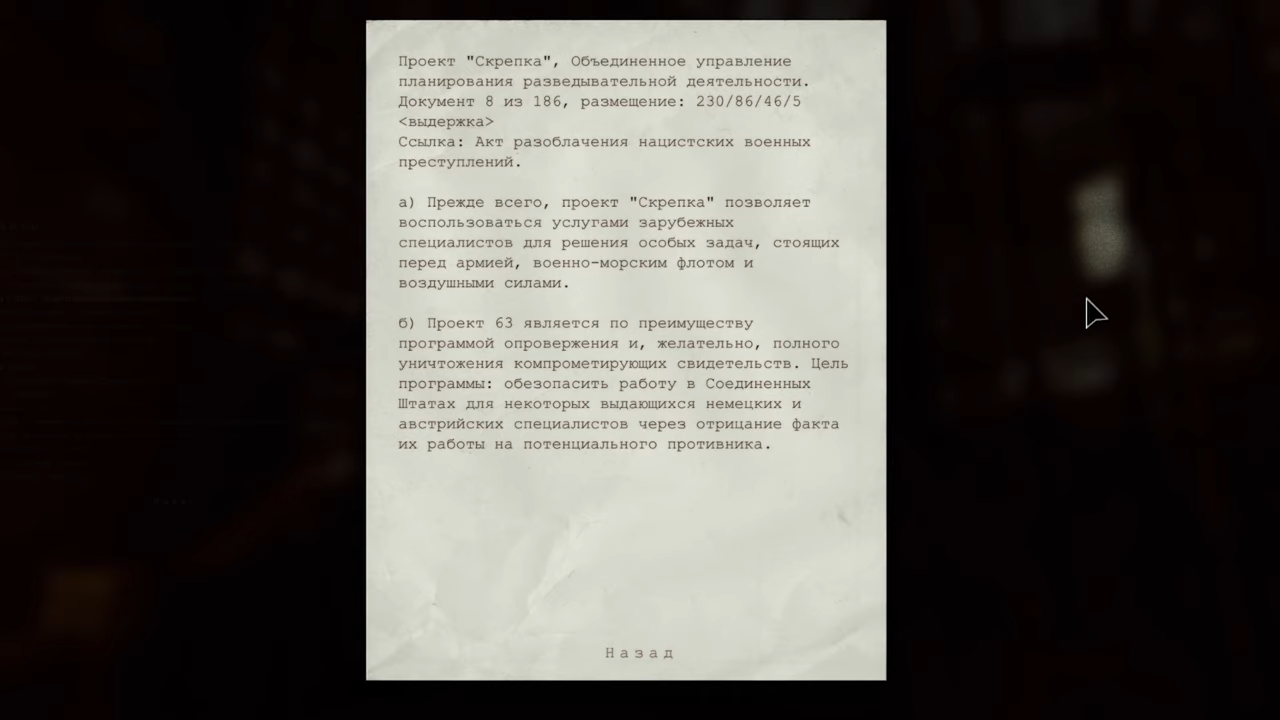 Проект "Скрепка", Объединенное управление
планирования разведывательной деятельности.
Документ 8 из 186, размещение: 230/86/46/5
<выдержка>
Ссылка: Акт разоблачения нацистских военных
преступлений.
а) Прежде всего, проект "Скрепка" позволяет
воспользоваться услугами зарубежных
специалистов для решения особых задач, стоящих
перед армией, военно-морским флотом и
воздушными силами.
б) Проект 63 является по преимуществу
программой опровержения и, желательно, полного
уничтожения компрометирующих свидетельств. Цель
программы: обезопасить работу в Соединенных
Штатах для некоторых выдающихся немецких и
австрийских специалистов через отрицание факта
их работы на потенциального противника.
Назад